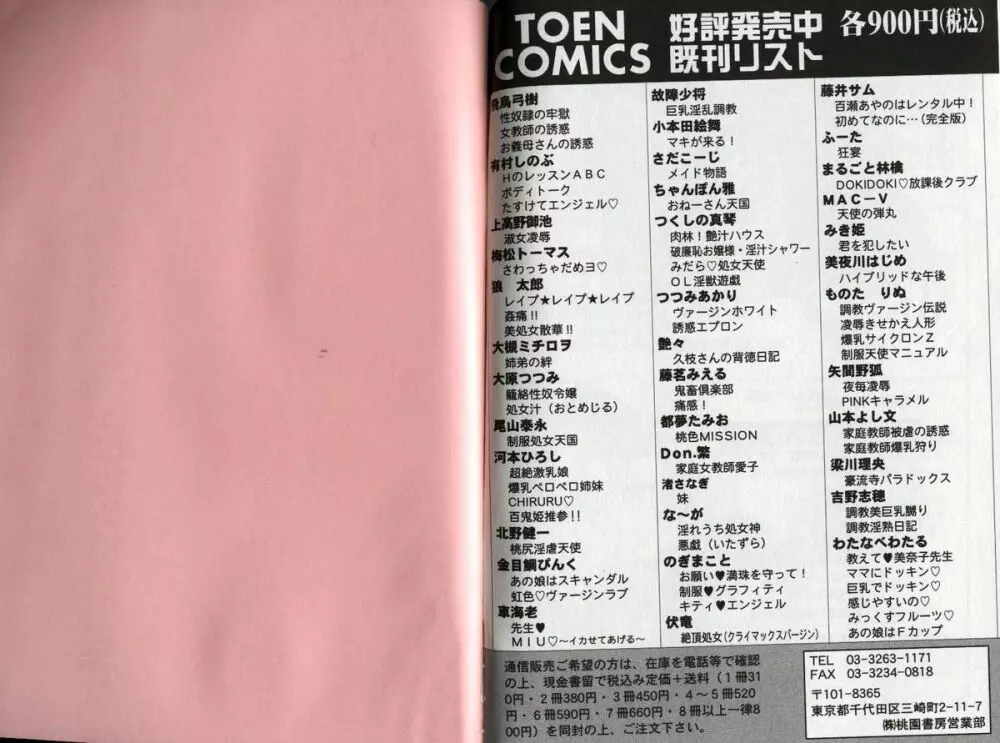 TOEN
COMICS
好評発売中
既刊リスト
各900円(税込)
飛鳥弓樹
性奴隷の牢獄
女教師の誘惑
お義母さんの誘惑
有村しのぶ
HのレッスンABC
ボディトーク
たすけてエンジェル♡
上高野御池
淑女凌辱
梅松トーマス
さわっちゃだめヨ♡
狼　太郎
レイプ★レイプ★レイプ
姦痛!!
美処女散華!!
大槻ミチロヲ
姉弟の絆
大原つつみ
籠絡性奴令嬢
処女汁（おとめじる）
尾山泰永
制服処女天国
河本ひろし
超絶激乳娘
爆乳ペロペロ姉妹
CHIRURU♡
百鬼姫推参!!
北野健一
桃尻淫虐天使
金目鯛ぴんく
あの娘はスキャンダル
虹色♡ヴァージンラブ
車海老
先生♥
MIU♡～イカせてあげる～
故障少将
巨乳淫乱調教
小本田絵舞
マキが来る！
さだこーじ
メイド物語
ちゃんぽん雅
おねーさん天国
つくしの真琴
肉林！艶汁ハウス
破廉恥お嬢様・淫汁シャワー
みだら♡処女天使
OL淫獣遊戯
つつみあかり
ヴァージンホワイト
誘惑エプロン
艶々
久枝さんの背徳日記
藤茗みえる
鬼畜倶楽部
痛感！
都夢たみお
桃色MISSION
Don.繁
家庭女教師愛子
渚さなぎ
妹
な～が
淫れうち処女神
悪戯（いたずら）
のぎまこと
お願い♥満珠を守って！
制服♥グラフィティ
キティ♥エンジェル
伏竜
絶頂処女(クライマックスバージン)
藤井サム
百瀬あやのはレンタル中！
初めてなのに…（完全版）
ふーた
狂宴
まるごと林檎
DOKIDOKI♡放課後クラブ
MAC－V
天使の弾丸
みき姫
君を犯したい
美夜川はじめ
ハイブリッドな午後
ものた　りぬ
調教ヴァージン伝説
凌辱きせかえ人形
爆乳サイクロンZ
制服天使マニュアル
矢間野狐
夜毎凌辱
PINKキャラメル
山本よし文
家庭教師被虐の誘惑
家庭教師爆乳狩り
梁川理央
豪流寺パラドックス
吉野志穂
調教美巨乳嬲り
調教淫熟日記
わたなべわたる
教えて♥美奈子先生
ママにドッキン♡
巨乳でドッキン♡
感じやすいの♡
みっくすフルーツ♡
あの娘はFカップ
通信販売ご希望の方は、在庫を電話等で確認
の上、現金書留で税込み定価＋送料（1冊31
0円・2冊380円・3冊450円・4～5冊520
円・6冊590円・7冊660円・8冊以上一律8
00円）を同封の上、ご注文下さい。
TEL　03-3263-1171
FAX　03-3234-0818
〒101-8365
東京都千代田区三崎町2-11-7
㈱桃園書房営業部